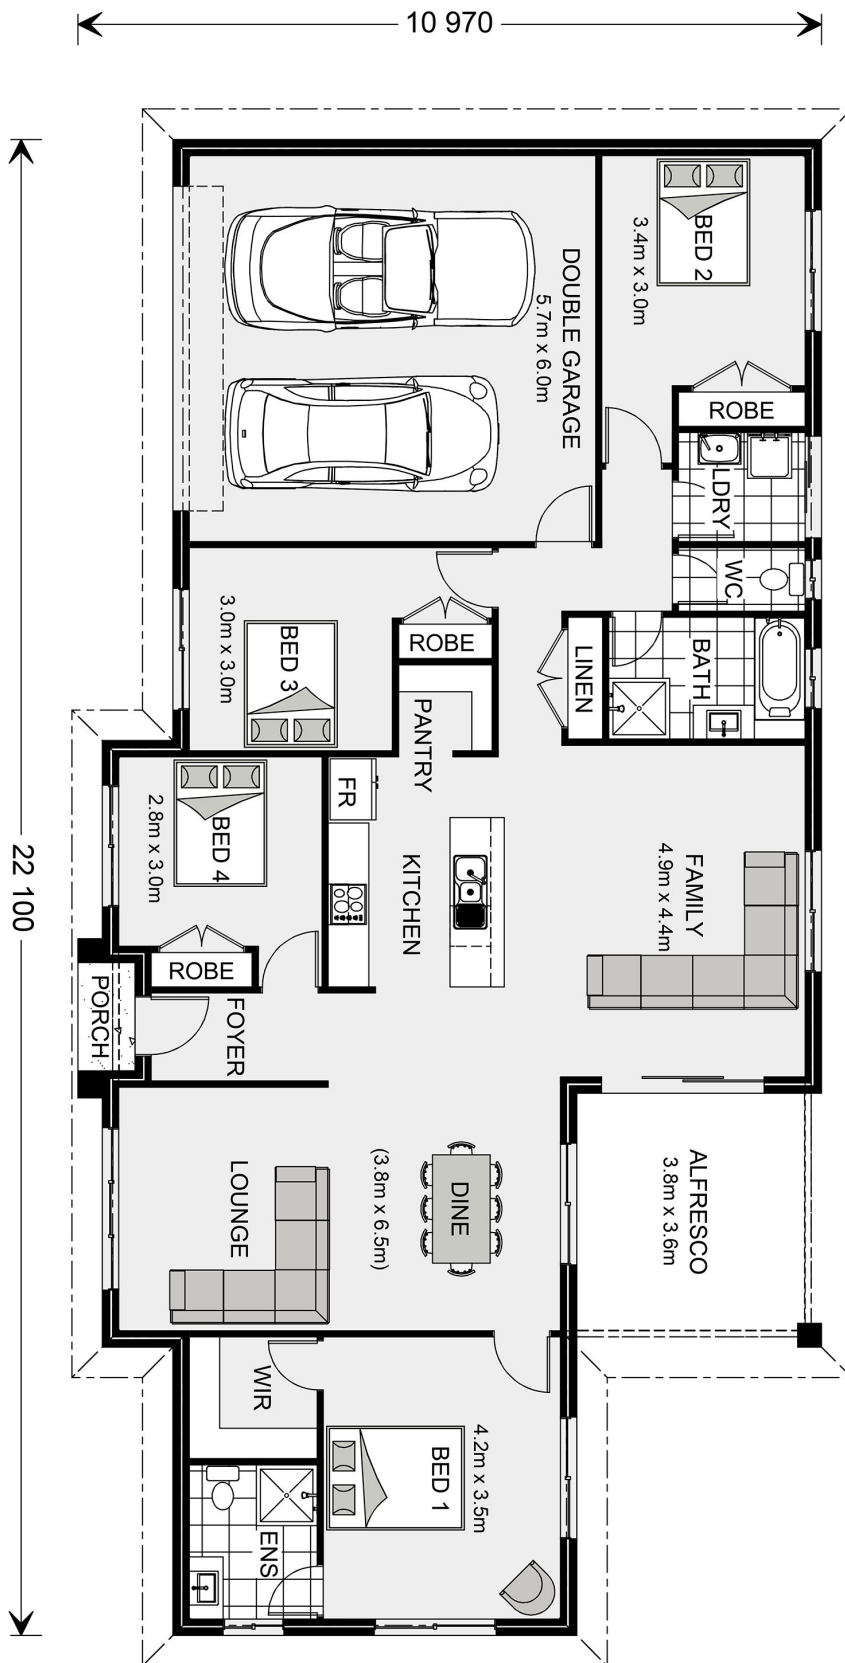 10 970
22 100
BED 2
3.4m x 3.0m
DOUBLE GARAGE
5.7m x 6.0m
ROBE
LDRY
WC
BED 3
3.0m x 3.0m
ROBE
LINEN
BATH
PANTRY
FR
BED 4
2.8m x 3.0m
KITCHEN
FAMILY
4.9m x 4.4m
ROBE
PORCH
FOYER
LOUNGE
(3.8m x 6.5m)
DINE
ALFRESCO
3.8m x 3.6m
WIR
BED 1
4.2m x 3.5m
ENS